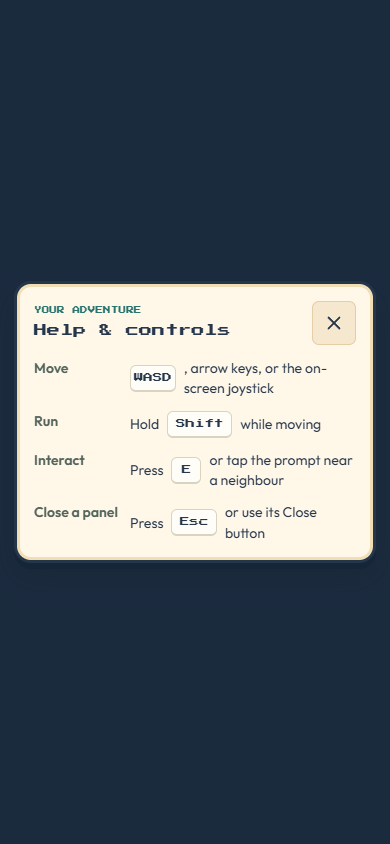 YOUR ADVENTURE
Help & controls
Move
WASD , arrow keys, or the on-
screen joystick
Run
Hold Shift while moving
Interact
Press E or tap the prompt near
a neighbour
Close a panel
Press Esc or use its Close
button